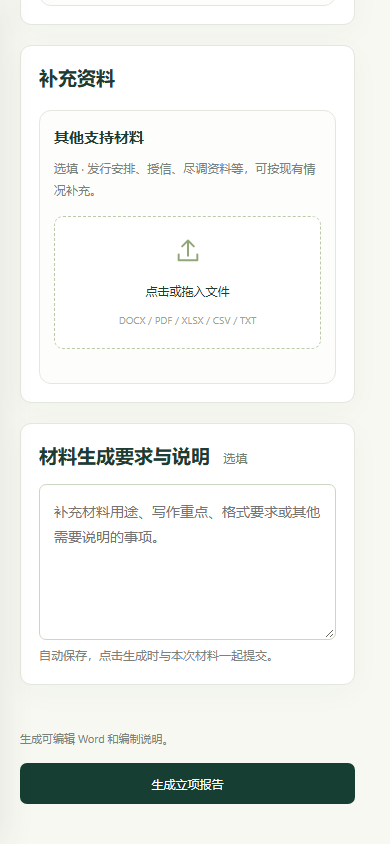 补充资料
其他支持材料
选填 · 发行安排、授信、尽调资料等，可按现有情
况补充。
点击或拖入文件
DOCX / PDF / XLSX / CSV / TXT
材料生成要求与说明 选填
补充材料用途、写作重点、格式要求或其他
需要说明的事项。
自动保存，点击生成时与本次材料一起提交。
生成可编辑 Word 和编制说明。
生成立项报告